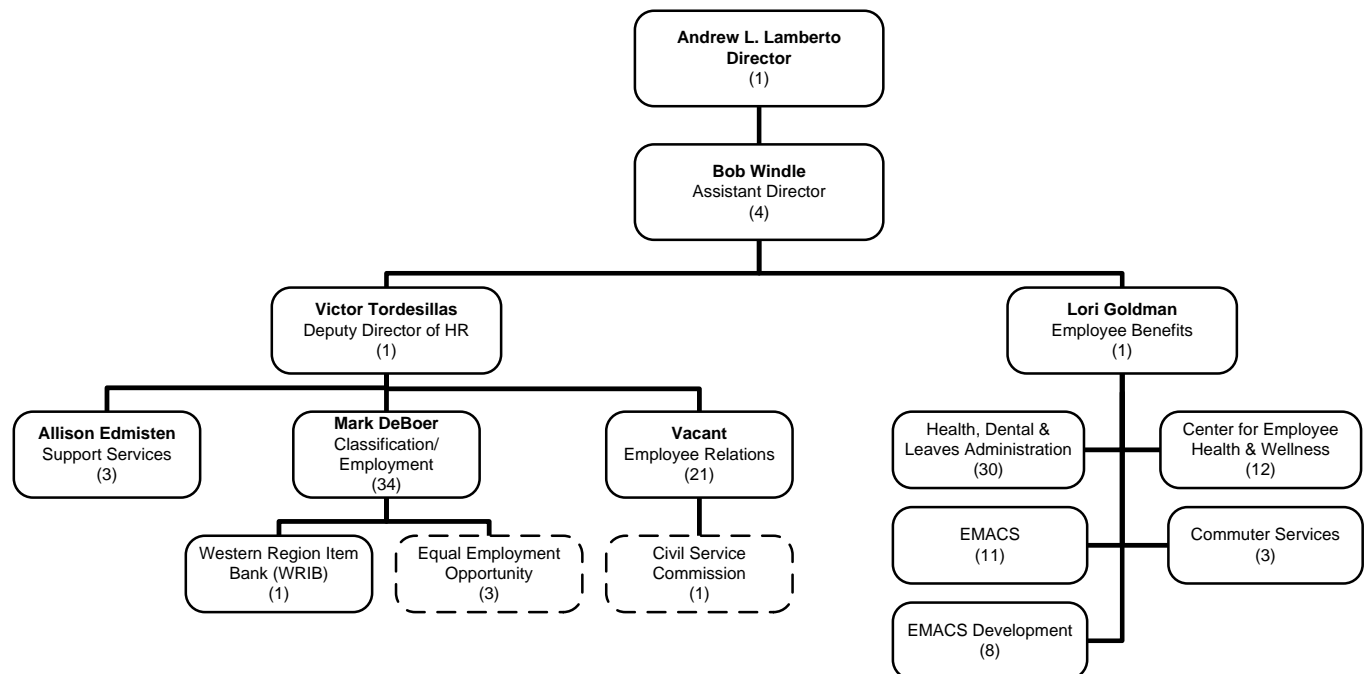 Andrew L. Lamberto
Director
(1)
Bob Windle
Assistant Director
(4)
Victor Tordesillas
Deputy Director of HR
(1)
Lori Goldman
Employee Benefits
(1)
Allison Edmisten
Support Services
(3)
Mark DeBoer
Classification/
Employment
(34)
Vacant
Employee Relations
(21)
Health, Dental &
Leaves Administration
(30)
Center for Employee
Health & Wellness
(12)
Western Region Item
Bank (WRIB)
(1)
Equal Employment
Opportunity
(3)
Civil Service
Commission
(1)
EMACS
(11)
Commuter Services
(3)
EMACS Development
(8)